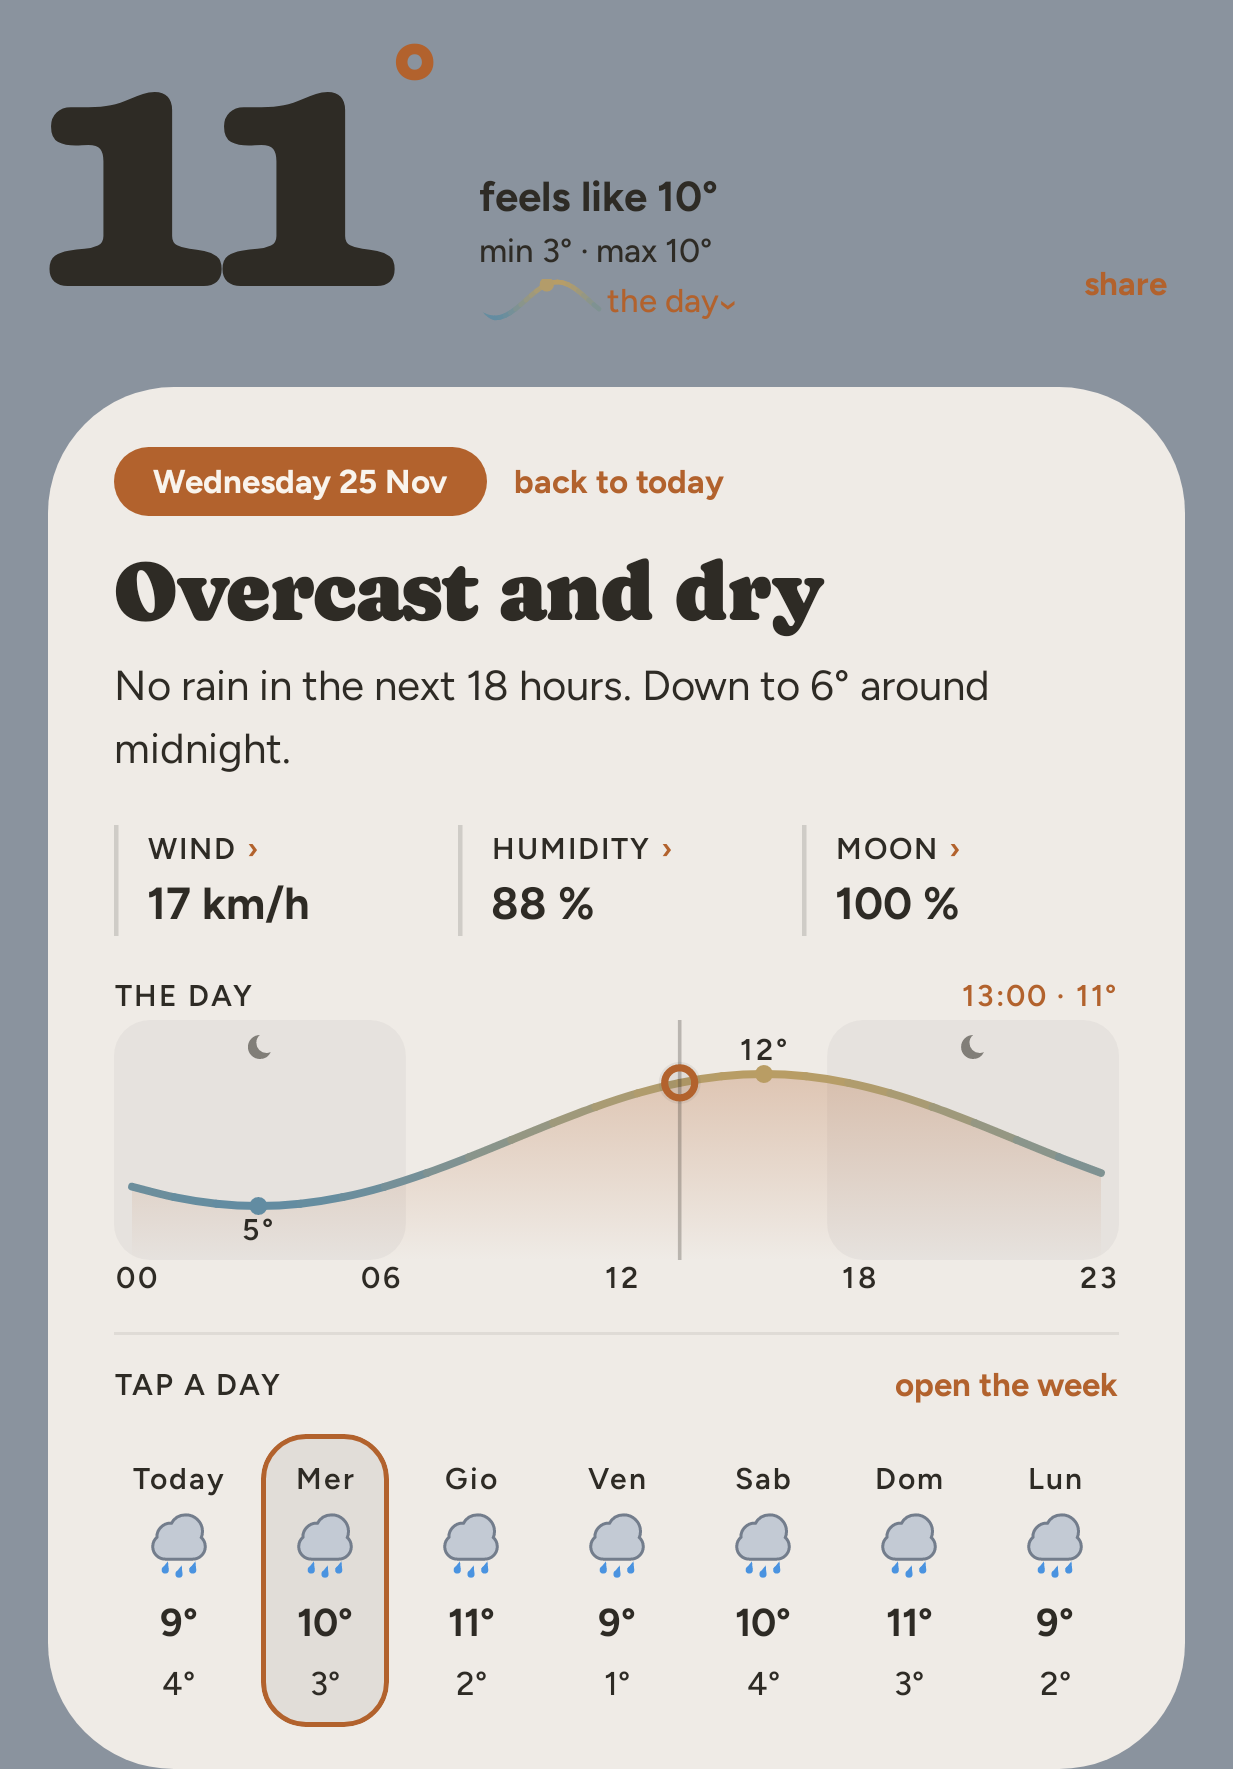 11°
feels like 10°
min 3° · max 10°
the day
share
Wednesday 25 Nov
back to today
Overcast and dry
No rain in the next 18 hours. Down to 6° around
midnight.
WIND › HUMIDITY › MOON ›
17 km/h 88 % 100 %
THE DAY 13:00 · 11°
12°
5°
00 06 12 18 23
TAP A DAY open the week
Today Mer Gio Ven Sab Dom Lun
9° 10° 11° 9° 10° 11° 9°
4° 3° 2° 1° 4° 3° 2°